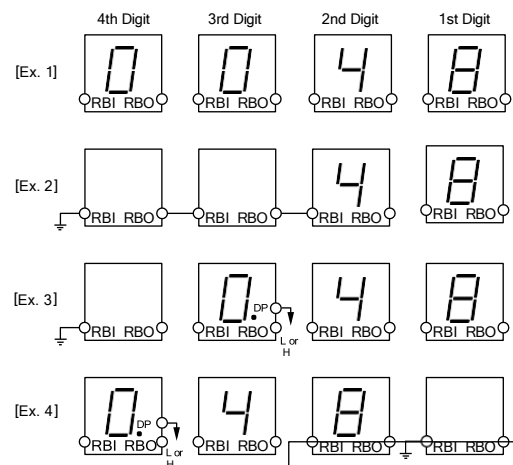 4th Digit 3rd Digit 2nd Digit 1st Digit
[Ex. 1]
0 0 4 8
RBI RBO RBI RBO RBI RBO RBI RBO
[Ex. 2]
4 8
RBI RBO RBI RBO RBI RBO RBI RBO
[Ex. 3]
0. 4 8
DP
RBI RBO RBI RBO RBI RBO RBI RBO
L or
H
[Ex. 4]
0. 4 8
DP
RBI RBO RBI RBO RBI RBO RBI RBO
L or
H